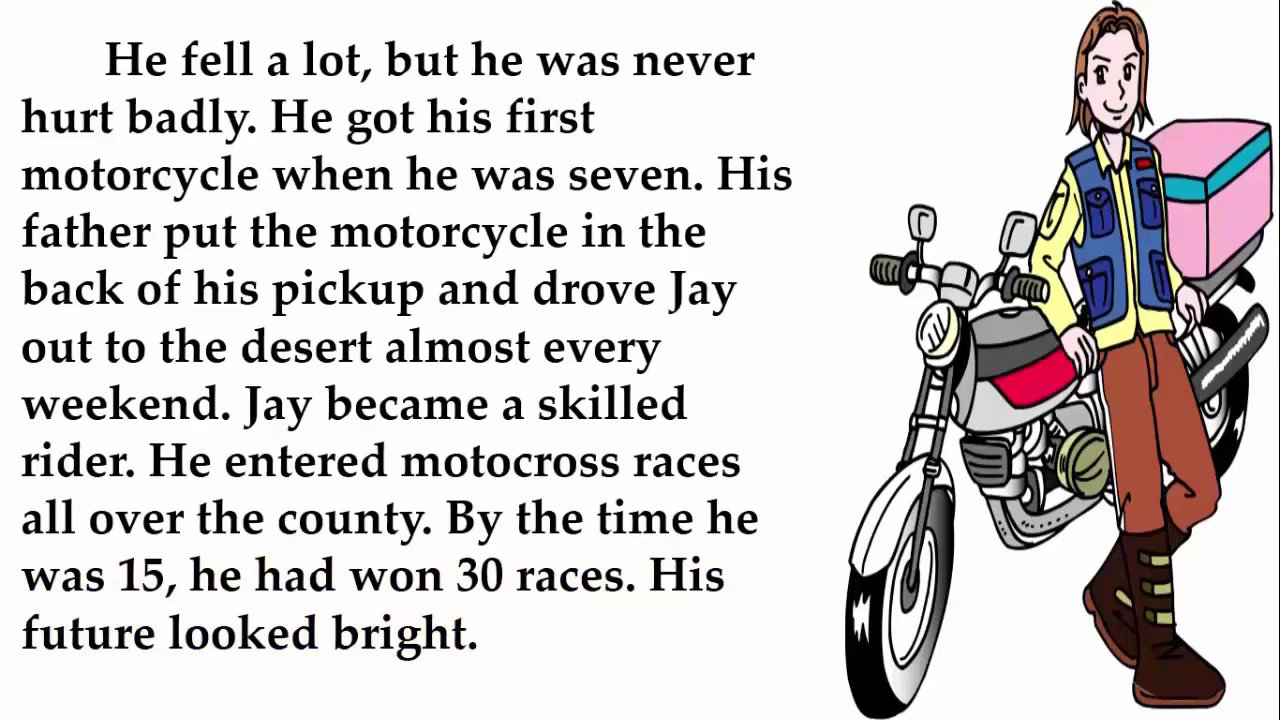 He fell a lot, but he was never
hurt badly. He got his first
motorcycle when he was seven. His
father put the motorcycle in the
back of his pickup and drove Jay
out to the desert almost every
weekend. Jay became a skilled
rider. He entered motocross races
all over the county. By the time he
was 15, he had won 30 races. His
future looked bright.